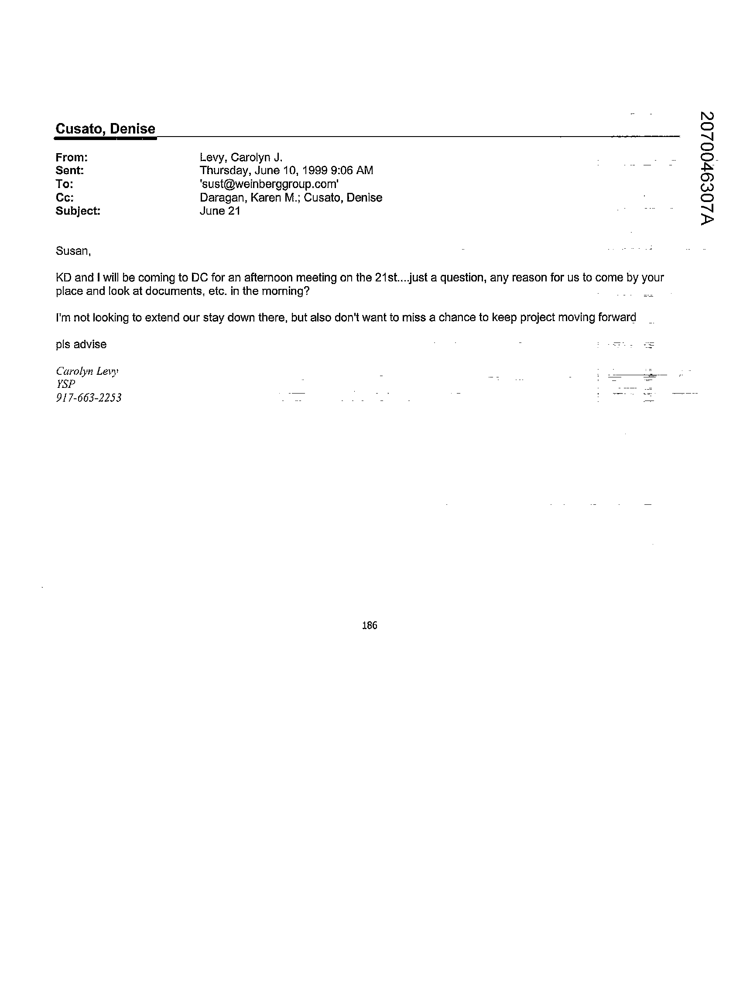 Cusato, Denise
From: Levy, Carolyn J.
Sent: Thursday, June 10, 1999 9:06 AM
To: 'sust@weinberggroup.com'
Cc: Daragan, Karen M.; Cusato, Denise
Subject: June 21
Susan,
KD and I will be coming to DC for an afternoon meeting on the 21st....just a question, any reason for us to come by your
place and look at documents, etc. in the morning?
I'm not looking to extend our stay down there, but also don't want to miss a chance to keep project moving forward
pls advise
Carolyn Levy
YSP
917-663-2253
186
2070046307A